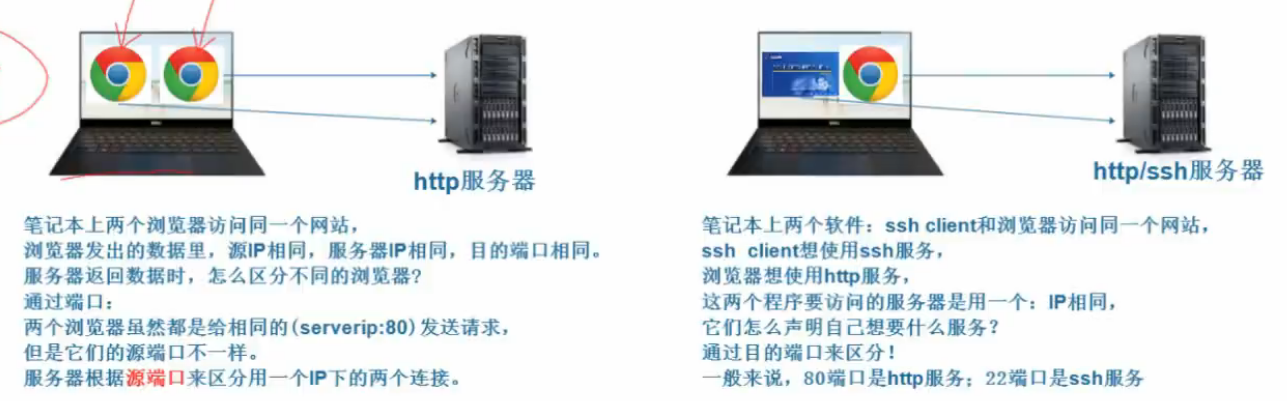 http服务器
笔记本上两个浏览器访问同一个网站，
浏览器发出的数据里，源IP相同，服务器IP相同，目的端口相同。
服务器返回数据时，怎么区分不同的浏览器?
通过端口：
两个浏览器虽然都是给相同的(serverip:80)发送请求，
但是它们的源端口不一样。
服务器根据源端口来区分用一个IP下的两个连接。
http/ssh服务器
笔记本上两个软件：ssh client和浏览器访问同一个网站，
ssh client想使用ssh服务，
浏览器想使用http服务，
这两个程序要访问的服务器是用一个：IP相同，
它们怎么声明自己想要什么服务？
通过目的端口来区分！
一般来说，80端口是http服务；22端口是ssh服务